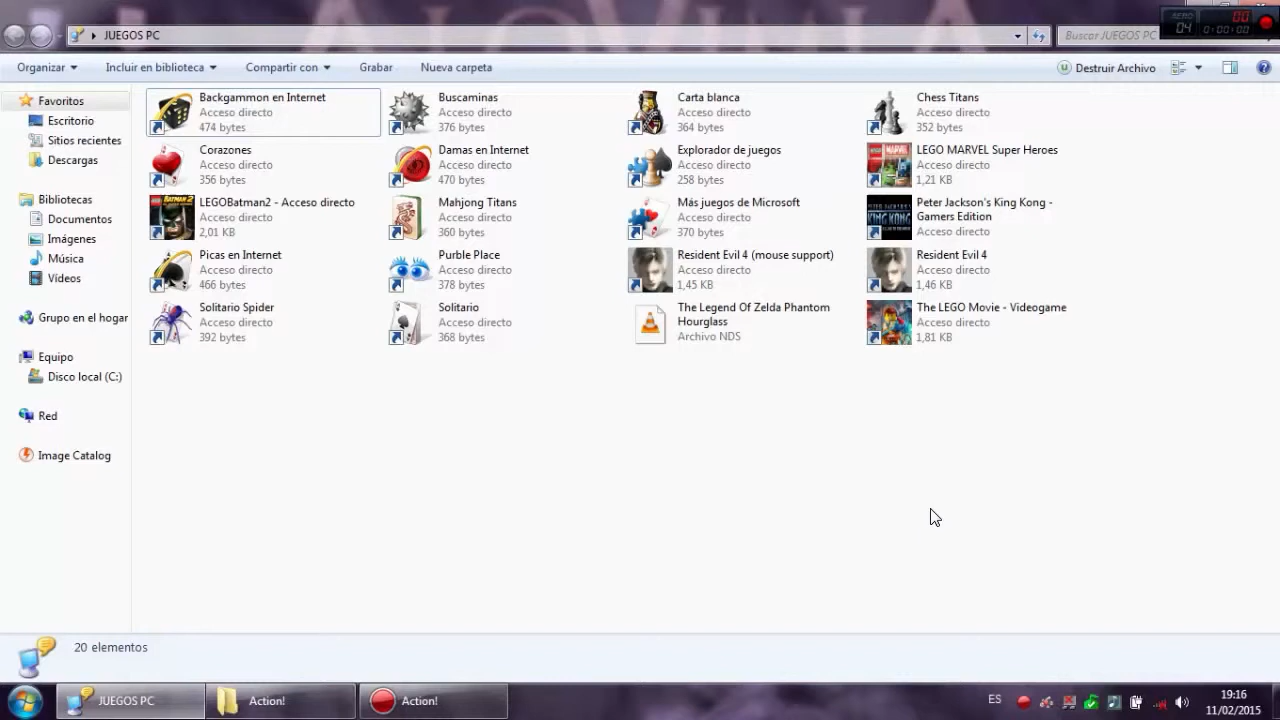 JUEGOS PC
Buscar JUEGOS PC
04
00
0:00:00
Organizar
Incluir en biblioteca
Compartir con
Grabar
Nueva carpeta
Destruir Archivo
Favoritos
Escritorio
Sitios recientes
Descargas
Bibliotecas
Documentos
Imágenes
Música
Vídeos
Grupo en el hogar
Equipo
Disco local (C:)
Red
Image Catalog
Backgammon en Internet
Acceso directo
474 bytes
Buscaminas
Acceso directo
376 bytes
Carta blanca
Acceso directo
364 bytes
Chess Titans
Acceso directo
352 bytes
Corazones
Acceso directo
356 bytes
Damas en Internet
Acceso directo
470 bytes
Explorador de juegos
Acceso directo
258 bytes
LEGO MARVEL Super Heroes
Acceso directo
1,21 KB
LEGOBatman2 - Acceso directo
Acceso directo
2,01 KB
Mahjong Titans
Acceso directo
360 bytes
Más juegos de Microsoft
Acceso directo
370 bytes
Peter Jackson's King Kong -
Gamers Edition
Acceso directo
Picas en Internet
Acceso directo
466 bytes
Purble Place
Acceso directo
378 bytes
Resident Evil 4 (mouse support)
Acceso directo
1,45 KB
Resident Evil 4
Acceso directo
1,46 KB
Solitario Spider
Acceso directo
392 bytes
Solitario
Acceso directo
368 bytes
The Legend Of Zelda Phantom
Hourglass
Archivo NDS
The LEGO Movie - Videogame
Acceso directo
1,81 KB
20 elementos
JUEGOS PC
Action!
Action!
ES
19:16
11/02/2015